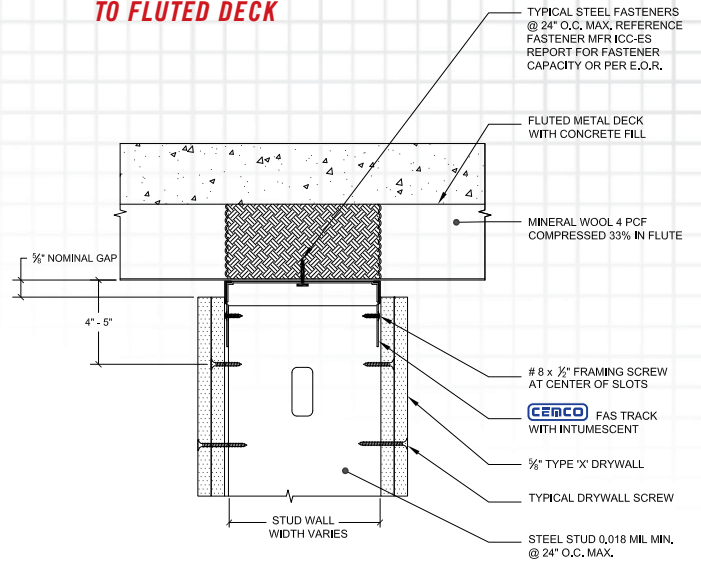 TO FLUTED DECK
TYPICAL STEEL FASTENERS
@ 24" O.C. MAX. REFERENCE
FASTENER MFR ICC-ES
REPORT FOR FASTENER
CAPACITY OR PER E.O.R.
FLUTED METAL DECK
WITH CONCRETE FILL
MINERAL WOOL 4 PCF
COMPRESSED 33% IN FLUTE
⅝" NOMINAL GAP
4" - 5"
# 8 x ½" FRAMING SCREW
AT CENTER OF SLOTS
CEMCO FAS TRACK
WITH INTUMESCENT
⅝" TYPE 'X' DRYWALL
TYPICAL DRYWALL SCREW
STUD WALL
WIDTH VARIES
STEEL STUD 0.018 MIL MIN.
@ 24" O.C. MAX.